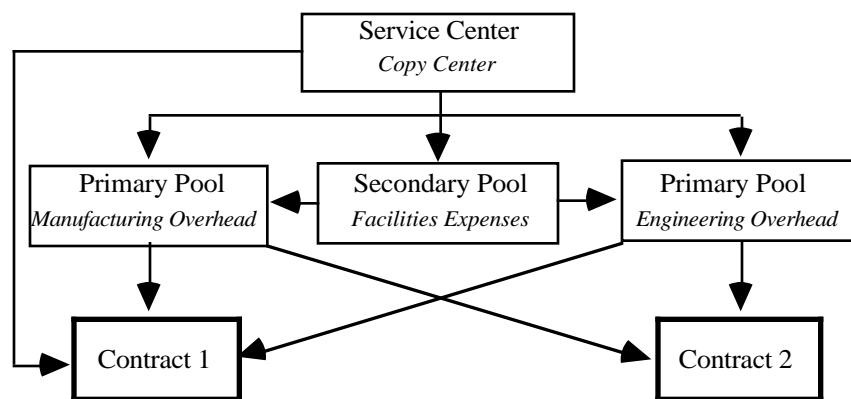 Service Center
Copy Center
Primary Pool
Manufacturing Overhead
Secondary Pool
Facilities Expenses
Primary Pool
Engineering Overhead
Contract 1
Contract 2